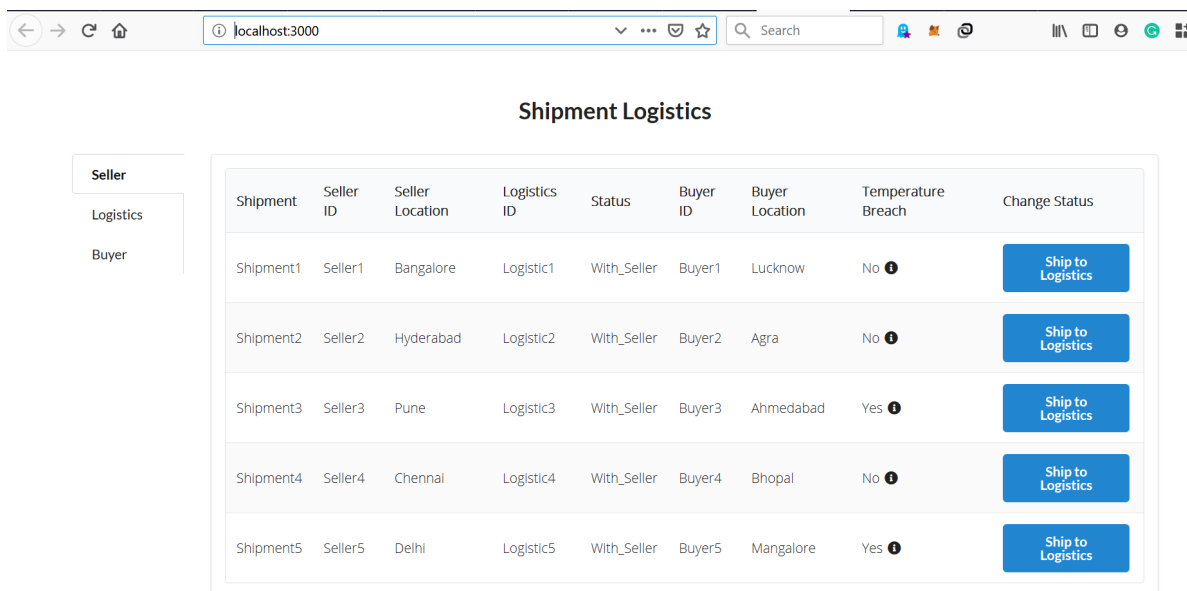 localhost:3000
Search
Shipment Logistics
Seller
Logistics
Buyer
Shipment Seller ID Seller Location Logistics ID Status Buyer ID Buyer Location Temperature Breach Change Status
Shipment1 Seller1 Bangalore Logistic1 With_Seller Buyer1 Lucknow No Ship to Logistics
Shipment2 Seller2 Hyderabad Logistic2 With_Seller Buyer2 Agra No Ship to Logistics
Shipment3 Seller3 Pune Logistic3 With_Seller Buyer3 Ahmedabad Yes Ship to Logistics
Shipment4 Seller4 Chennai Logistic4 With_Seller Buyer4 Bhopal No Ship to Logistics
Shipment5 Seller5 Delhi Logistic5 With_Seller Buyer5 Mangalore Yes Ship to Logistics